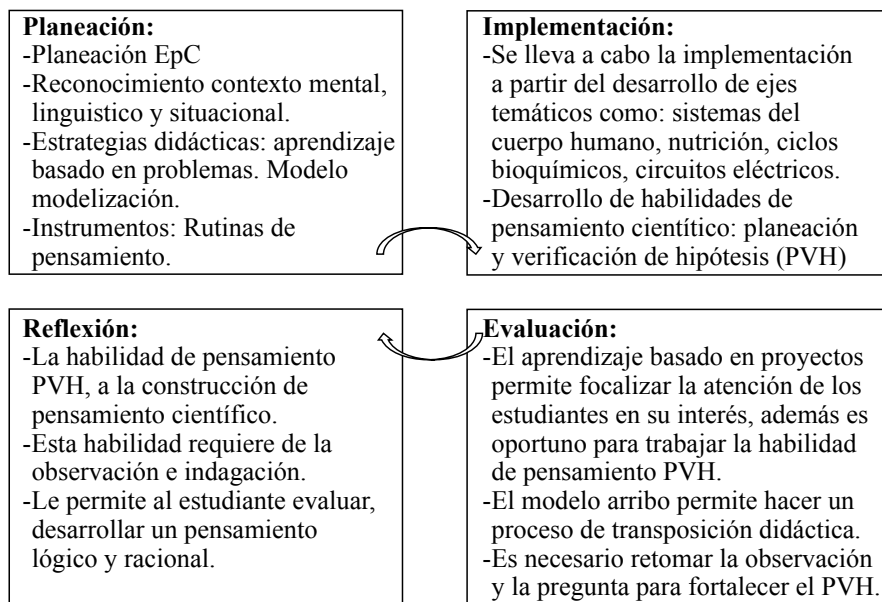 Planeación:
-Planeación EpC
-Reconocimiento contexto mental,
linguistico y situacional.
-Estrategias didácticas: aprendizaje
basado en problemas. Modelo
modelización.
-Instrumentos: Rutinas de
pensamiento.
Implementación:
-Se lleva a cabo la implementación
a partir del desarrollo de ejes
temáticos como: sistemas del
cuerpo humano, nutrición, ciclos
bioquímicos, circuitos eléctricos.
-Desarrollo de habilidades de
pensamiento cientítico: planeación
y verificación de hipótesis (PVH)
Reflexión:
-La habilidad de pensamiento
PVH, a la construcción de
pensamiento científico.
-Esta habilidad requiere de la
observación e indagación.
-Le permite al estudiante evaluar,
desarrollar un pensamiento
lógico y racional.
Evaluación:
-El aprendizaje basado en proyectos
permite focalizar la atención de los
estudiantes en su interés, además es
oportuno para trabajar la habilidad
de pensamiento PVH.
-El modelo arribo permite hacer un
proceso de transposición didáctica.
-Es necesario retomar la observación
y la pregunta para fortalecer el PVH.